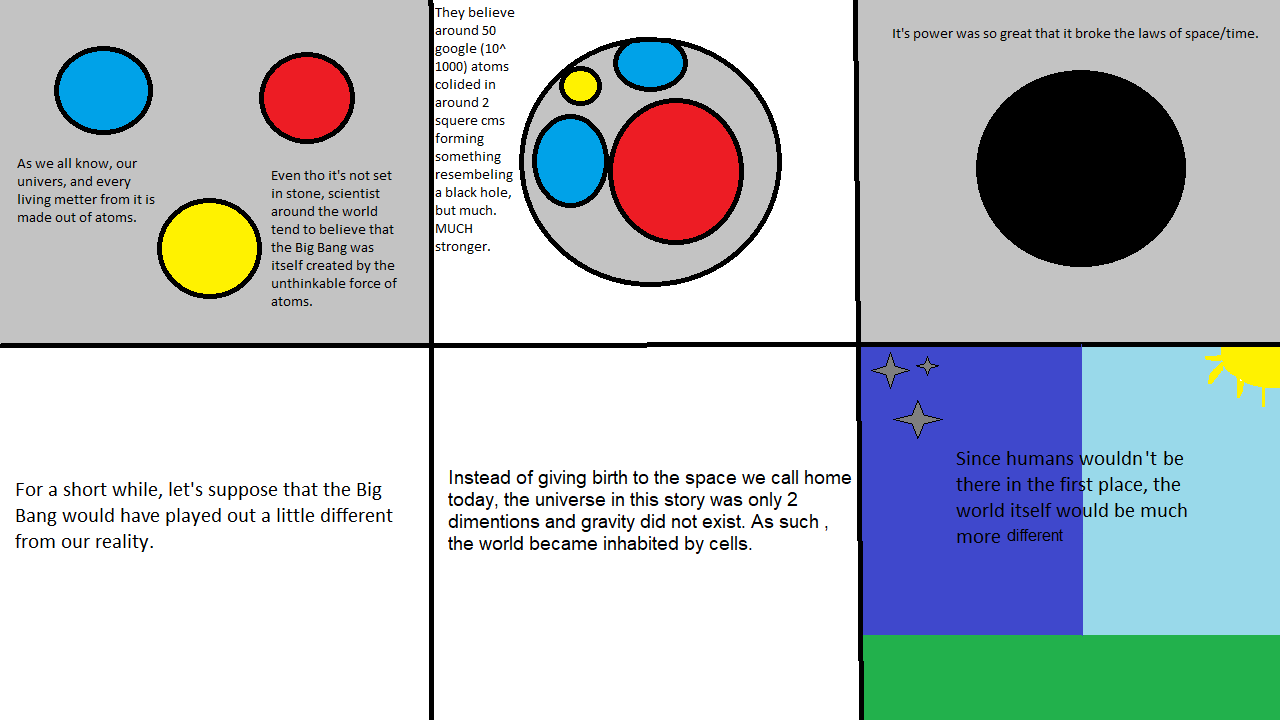 As we all know, our
univers, and every
living metter from it is
made out of atoms.
Even tho it's not set
in stone, scientist
around the world
tend to believe that
the Big Bang was
itself created by the
unthinkable force of
atoms.
They believe
around 50
google (10^
1000) atoms
colided in
around 2
squere cms
forming
something
resembeling
a black hole,
but much.
MUCH
stronger.
It's power was so great that it broke the laws of space/time.
For a short while, let's suppose that the Big
Bang would have played out a little different
from our reality.
Instead of giving birth to the space we call home
today, the universe in this story was only 2
dimentions and gravity did not exist. As such ,
the world became inhabited by cells.
Since humans wouldn't be
there in the first place, the
world itself would be much
more different